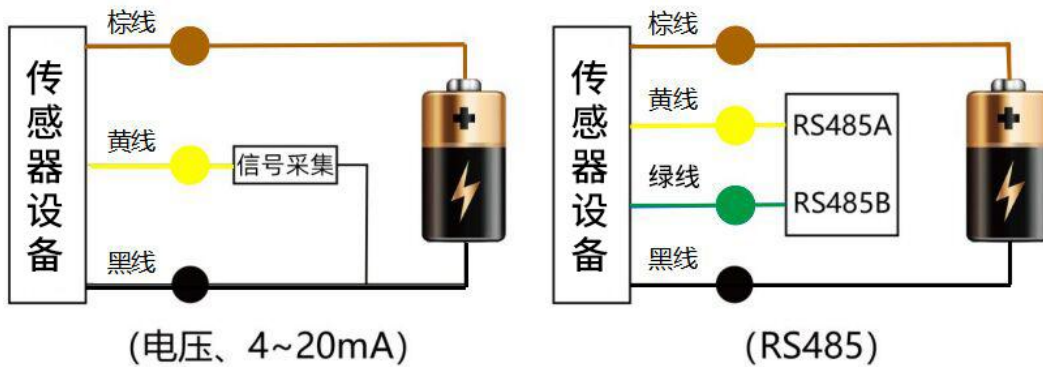 棕线
传感器设备
黄线
信号采集
黑线
(电压、4~20mA)
棕线
传感器设备
黄线
RS485A
绿线
RS485B
黑线
(RS485)